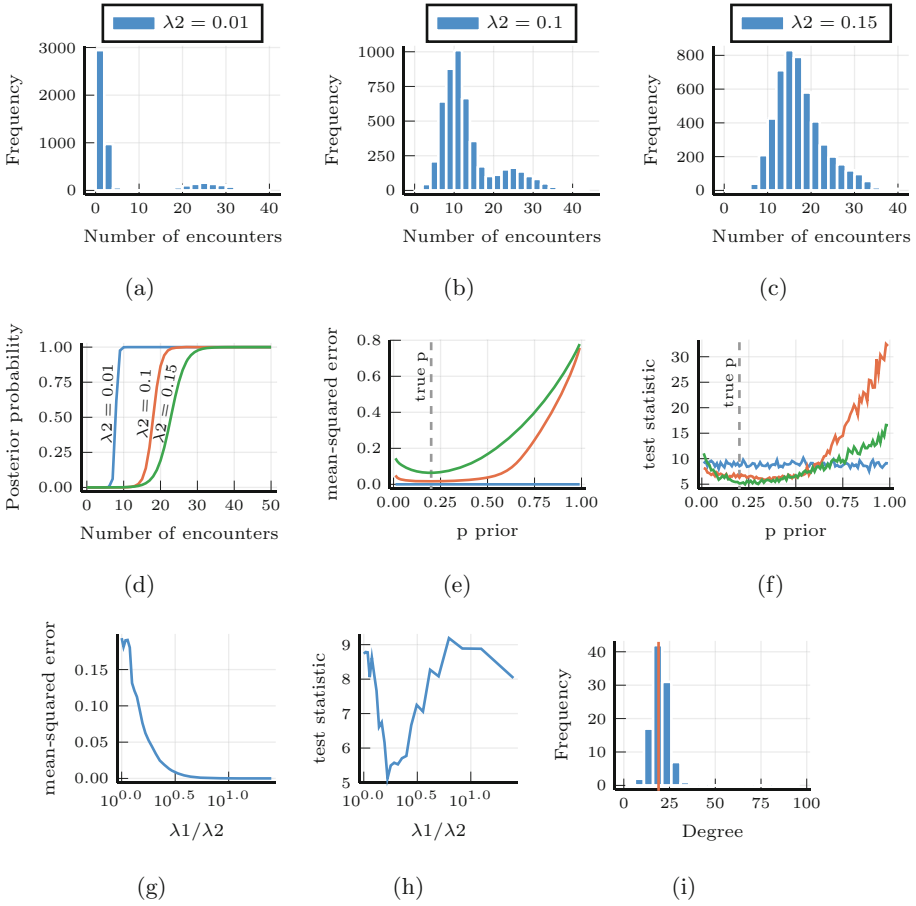 λ2 = 0.01
λ2 = 0.1
λ2 = 0.15
Frequency
3000
2000
1000
0
0 10 20 30 40
Number of encounters
Frequency
1000
750
500
250
0
0 10 20 30 40
Number of encounters
Frequency
800
600
400
200
0
0 10 20 30 40
Number of encounters
(a)
(b)
(c)
Posterior probability
1.00
0.75
0.50
0.25
0.00
λ2 = 0.01
λ2 = 0.1
λ2 = 0.15
0 10 20 30 40 50
Number of encounters
mean-squared error
0.8
0.6
0.4
0.2
0.0
true p
0.00 0.25 0.50 0.75 1.00
p prior
test statistic
30
25
20
15
10
5
true p
0.00 0.25 0.50 0.75 1.00
p prior
(d)
(e)
(f)
mean-squared error
0.15
0.10
0.05
0.00
10^0.0 10^0.5 10^1.0
λ1/λ2
test statistic
9
8
7
6
5
10^0.0 10^0.5 10^1.0
λ1/λ2
Frequency
40
30
20
10
0
0 25 50 75 100
Degree
(g)
(h)
(i)